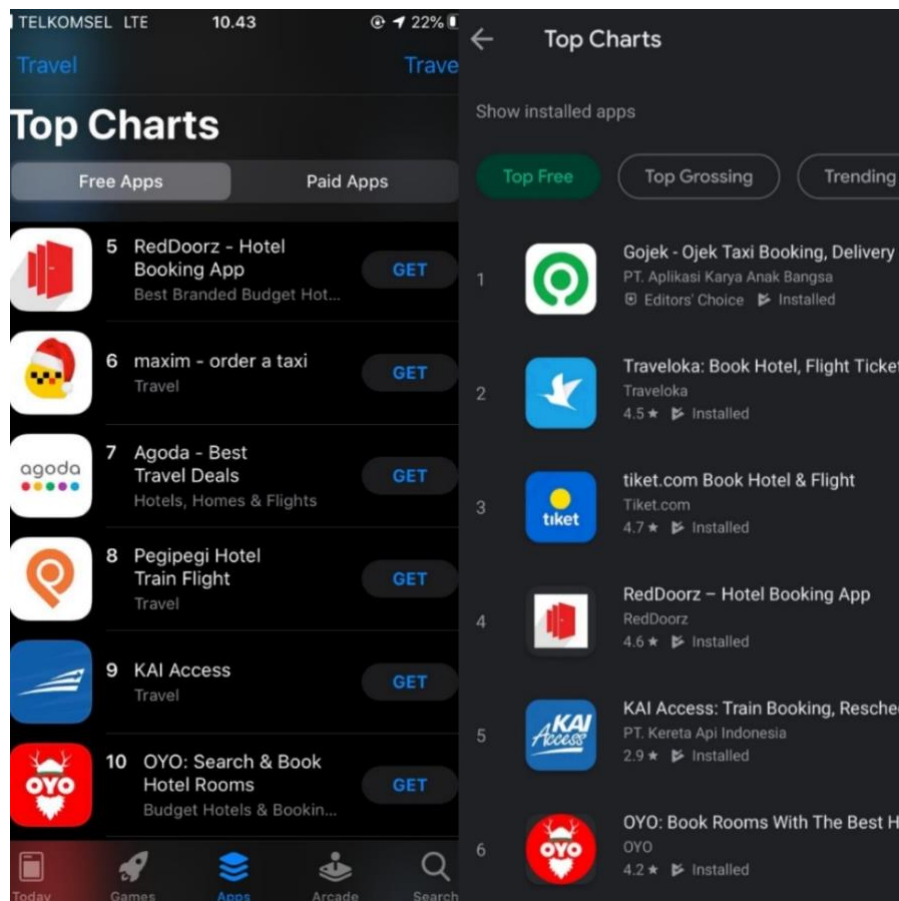 TELKOMSEL LTE 10.43 22%
Travel Trave
Top Charts
Free Apps Paid Apps
5 RedDoorz - Hotel
Booking App
Best Branded Budget Hot...
GET
6 maxim - order a taxi
Travel
GET
agoda
7 Agoda - Best
Travel Deals
Hotels, Homes & Flights
GET
8 Pegipegi Hotel
Train Flight
Travel
GET
9 KAI Access
Travel
GET
OYO
10 OYO: Search & Book
Hotel Rooms
Budget Hotels & Bookin...
GET
Today Games Apps Arcade Search
Top Charts
Show installed apps
Top Free Top Grossing Trending
1
Gojek - Ojek Taxi Booking, Delivery
PT. Aplikasi Karya Anak Bangsa
Editors' Choice Installed
2
Traveloka: Book Hotel, Flight Ticket
Traveloka
4.5 ★ Installed
3
tiket
tiket.com Book Hotel & Flight
Tiket.com
4.7 ★ Installed
4
RedDoorz – Hotel Booking App
RedDoorz
4.6 ★ Installed
5
KAI
Access
KAI Access: Train Booking, Resche
PT. Kereta Api Indonesia
2.9 ★ Installed
6
OYO
OYO: Book Rooms With The Best H
OYO
4.2 ★ Installed